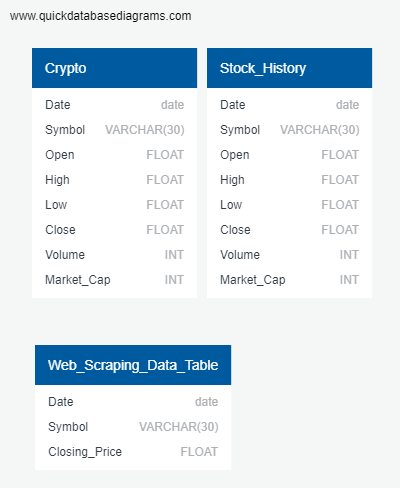 www.quickdatabasediagrams.com
Crypto
Date date
Symbol VARCHAR(30)
Open FLOAT
High FLOAT
Low FLOAT
Close FLOAT
Volume INT
Market_Cap INT
Stock_History
Date date
Symbol VARCHAR(30)
Open FLOAT
High FLOAT
Low FLOAT
Close FLOAT
Volume INT
Market_Cap INT
Web_Scraping_Data_Table
Date date
Symbol VARCHAR(30)
Closing_Price FLOAT